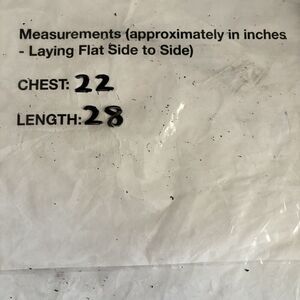 Measurements (approximately in inches
- Laying Flat Side to Side)
CHEST: 22
LENGTH: 28